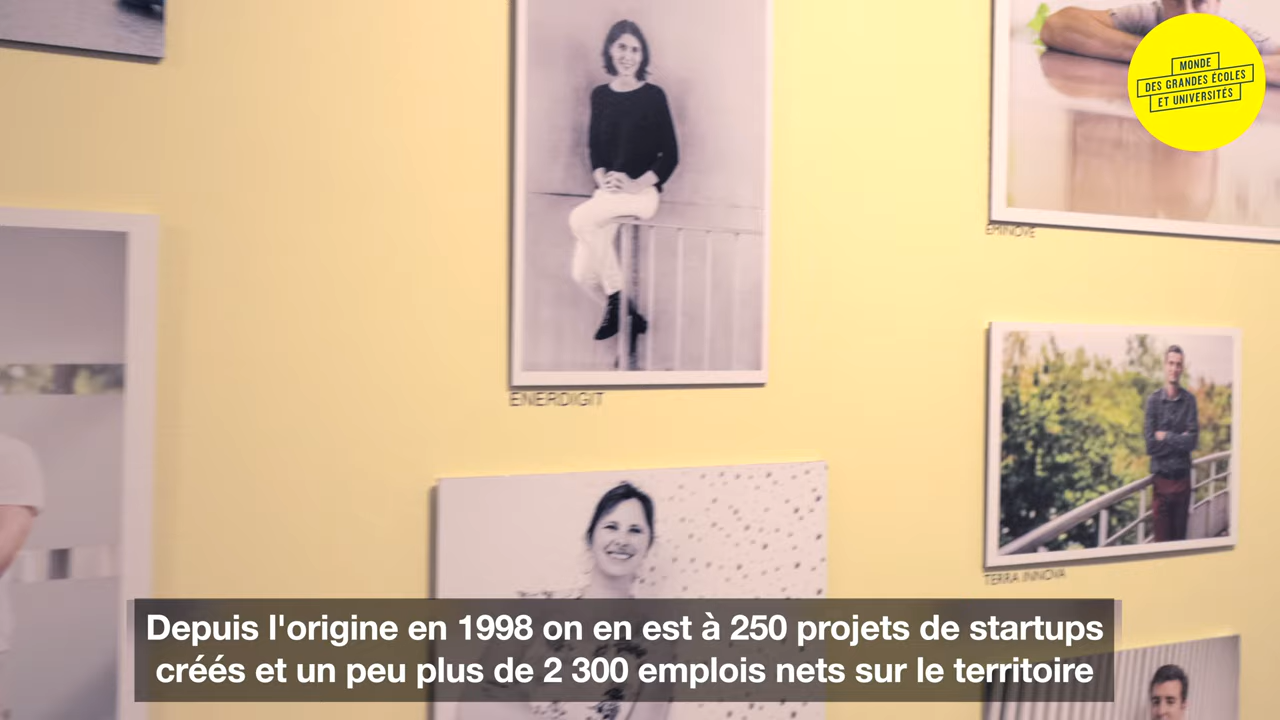 MONDE
DES GRANDES ÉCOLES
ET UNIVERSITÉS
EMINOVE
ENERDIGIT
TERRA INNOVA
Depuis l'origine en 1998 on en est à 250 projets de startups
créés et un peu plus de 2 300 emplois nets sur le territoire